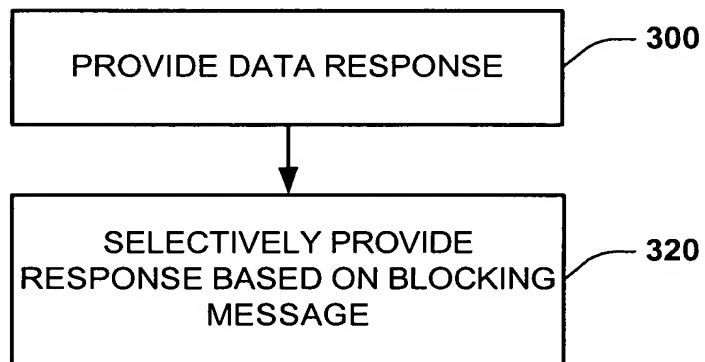 PROVIDE DATA RESPONSE
300
SELECTIVELY PROVIDE
RESPONSE BASED ON BLOCKING
MESSAGE
320